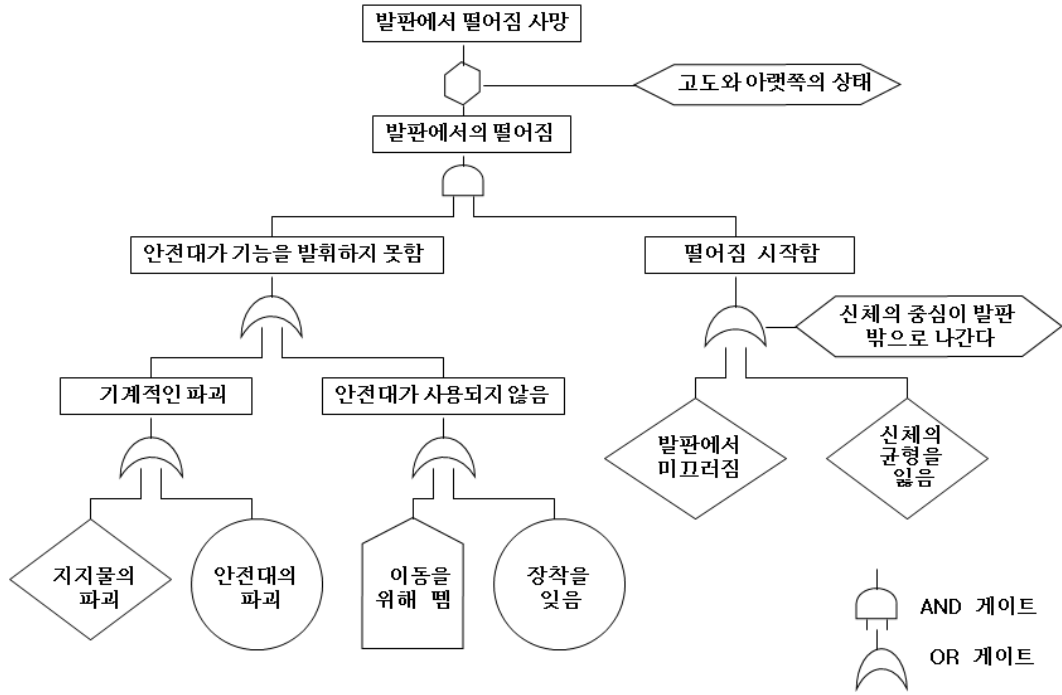 발판에서 떨어짐 사망
고도와 아랫쪽의 상태
발판에서의 떨어짐
안전대가 기능을 발휘하지 못함
떨어짐 시작함
신체의 중심이 발판
밖으로 나간다
기계적인 파괴
안전대가 사용되지 않음
발판에서
미끄러짐
신체의
균형을
잃음
지지물의
파괴
안전대의
파괴
이동을
위해 뗌
장착을
잊음
AND 게이트
OR 게이트